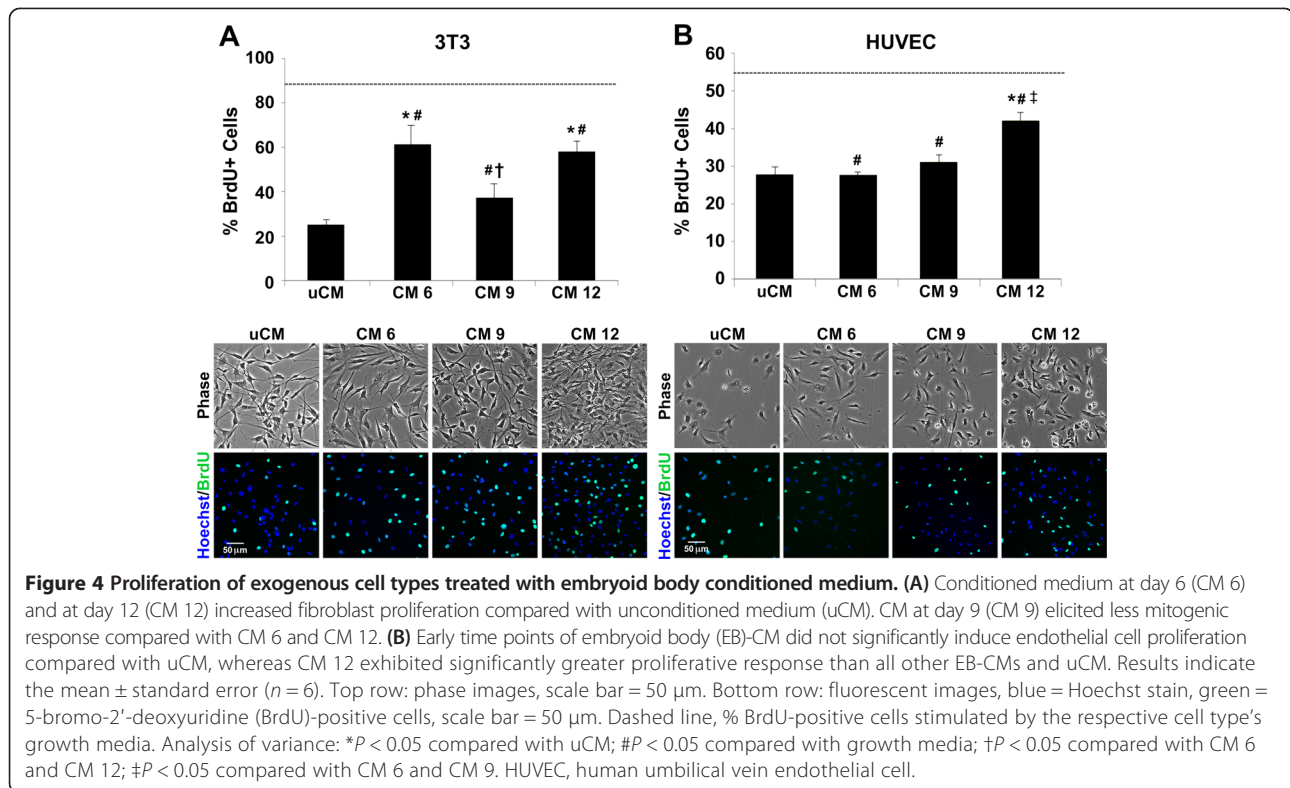 A
3T3
100
80
60
40
20
0
% BrdU+ Cells
* #
#†
* #
uCM
CM 6
CM 9
CM 12
B
HUVEC
60
50
40
30
20
10
0
% BrdU+ Cells
#
#
*# ‡
uCM
CM 6
CM 9
CM 12
uCM
CM 6
CM 9
CM 12
Phase
Hoechst/BrdU
50 µm
uCM
CM 6
CM 9
CM 12
Phase
Hoechst/BrdU
50 µm
Figure 4 Proliferation of exogenous cell types treated with embryoid body conditioned medium. (A) Conditioned medium at day 6 (CM 6)
and at day 12 (CM 12) increased fibroblast proliferation compared with unconditioned medium (uCM). CM at day 9 (CM 9) elicited less mitogenic
response compared with CM 6 and CM 12. (B) Early time points of embryoid body (EB)-CM did not significantly induce endothelial cell proliferation
compared with uCM, whereas CM 12 exhibited significantly greater proliferative response than all other EB-CMs and uCM. Results indicate
the mean ± standard error (n = 6). Top row: phase images, scale bar = 50 µm. Bottom row: fluorescent images, blue = Hoechst stain, green =
5-bromo-2′-deoxyuridine (BrdU)-positive cells, scale bar = 50 µm. Dashed line, % BrdU-positive cells stimulated by the respective cell type's
growth media. Analysis of variance: *P < 0.05 compared with uCM; #P < 0.05 compared with growth media; †P < 0.05 compared with CM 6
and CM 12; ‡P < 0.05 compared with CM 6 and CM 9. HUVEC, human umbilical vein endothelial cell.